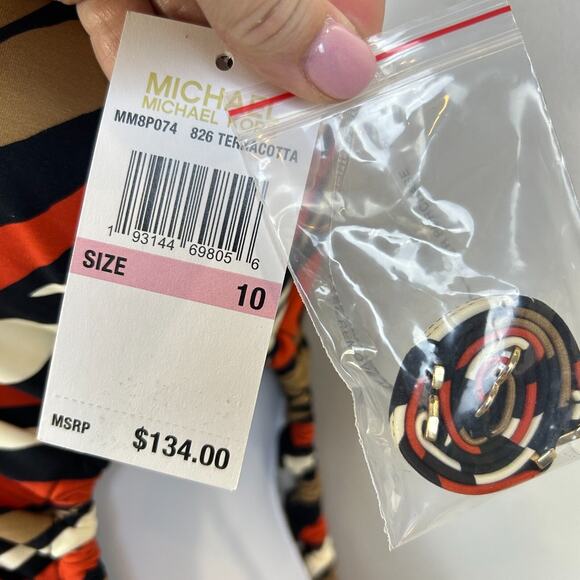 MICHAEL
MICHAEL KORS
MM8P074 826 TERRACOTTA
1 93144 69805 6
SIZE 10
MSRP $134.00